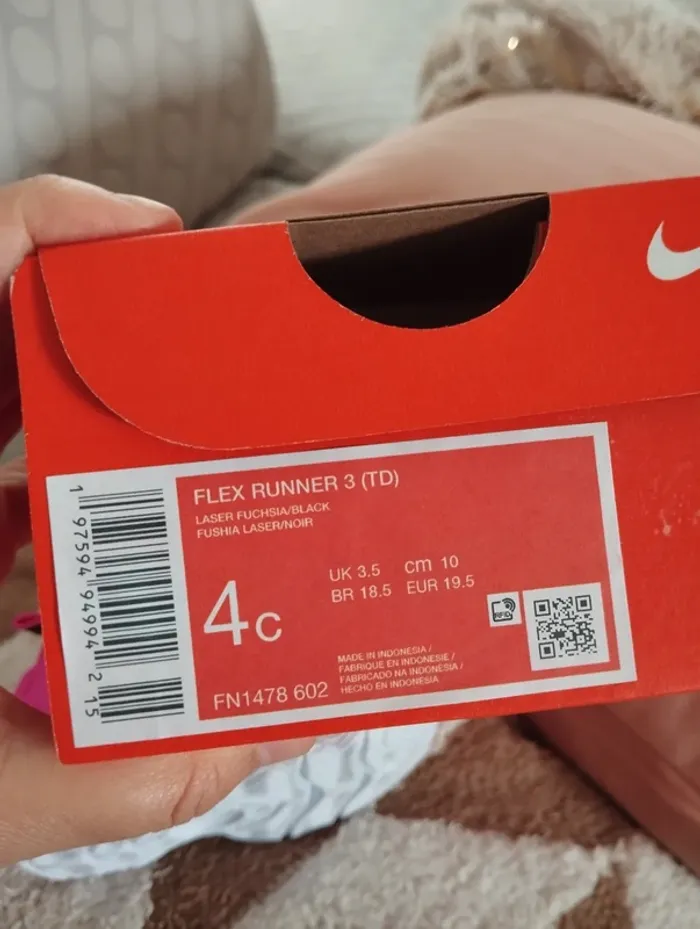 FLEX RUNNER 3 (TD)
LASER FUCHSIA/BLACK
FUSHIA LASER/NOIR
4C
UK 3.5 cm 10
BR 18.5 EUR 19.5
RFID
MADE IN INDONESIA /
FABRIQUE EN INDONESIE /
FABRICADO NA INDONESIA /
HECHO EN INDONESIA
FN1478 602
1 97594 94994 2 15